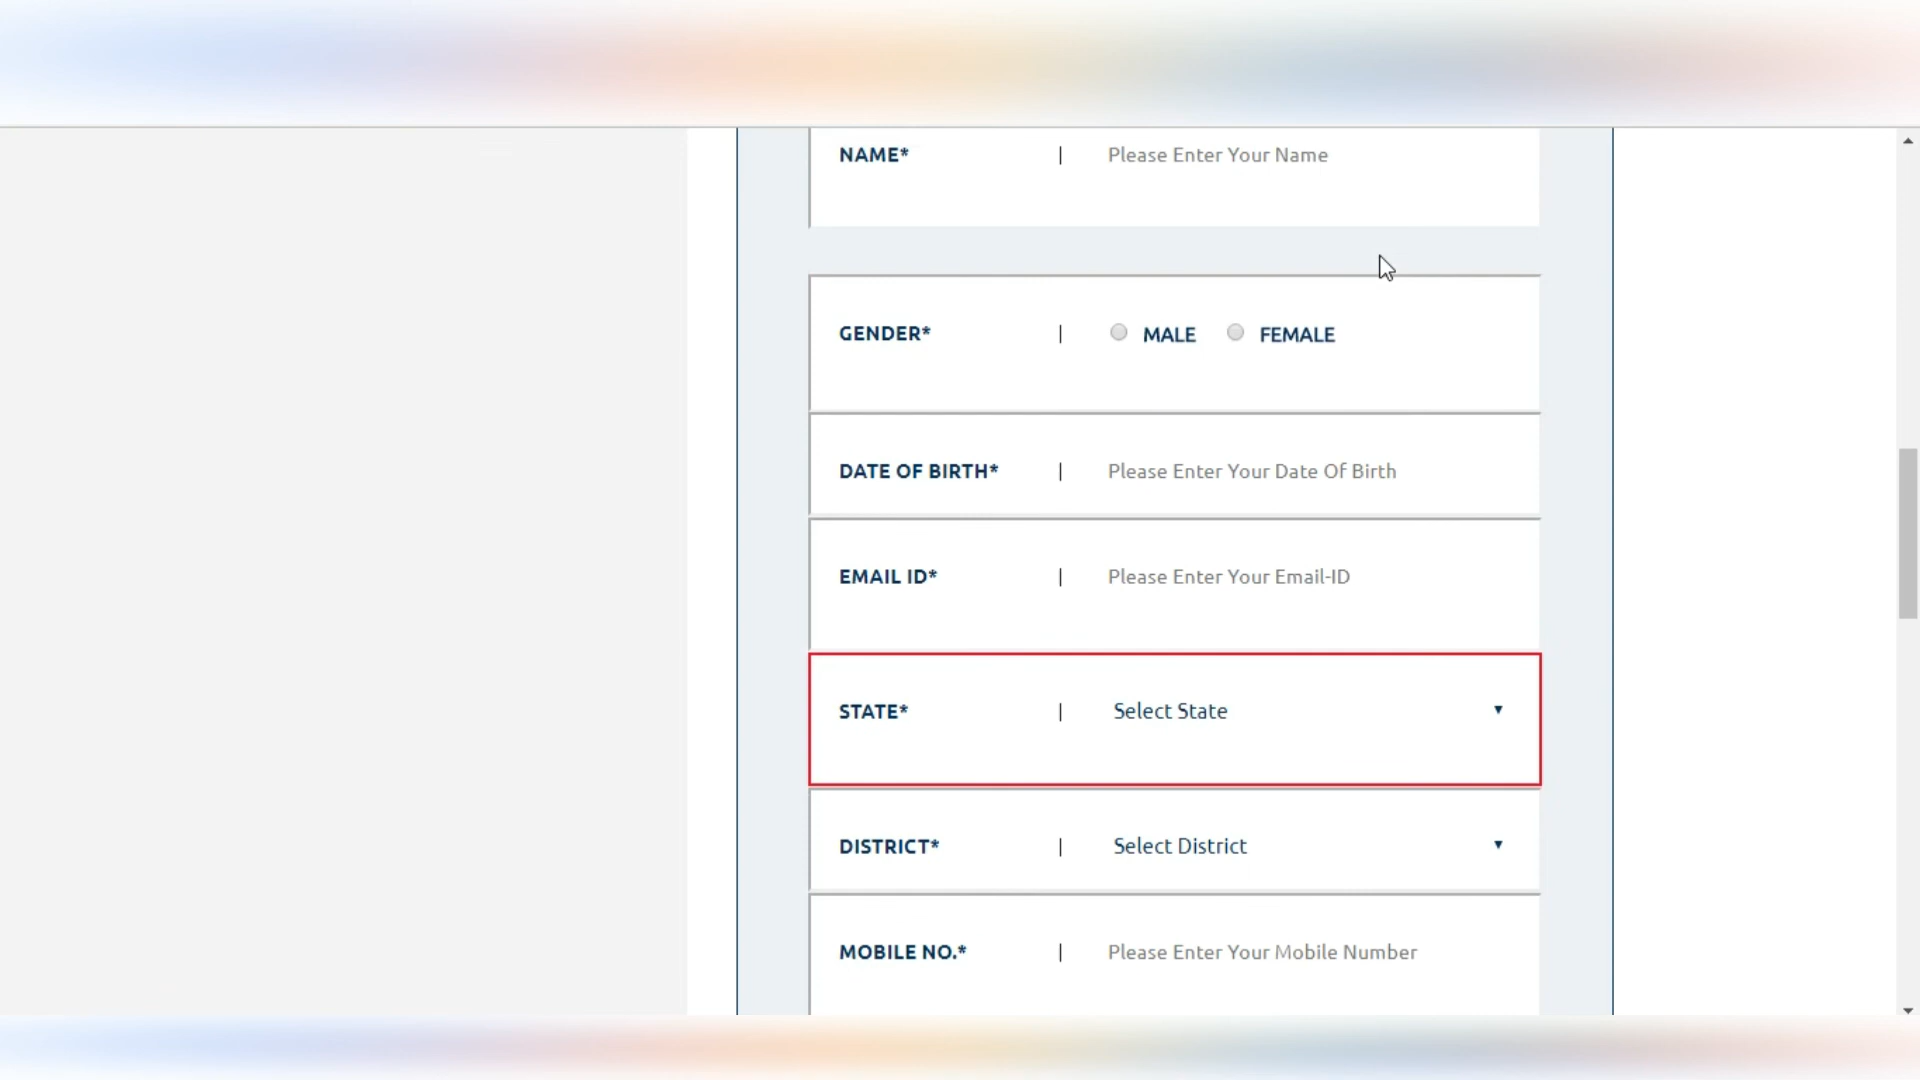 NAME* | Please Enter Your Name
GENDER* | MALE FEMALE
DATE OF BIRTH* | Please Enter Your Date Of Birth
EMAIL ID* | Please Enter Your Email-ID
STATE* | Select State
DISTRICT* | Select District
MOBILE NO.* | Please Enter Your Mobile Number